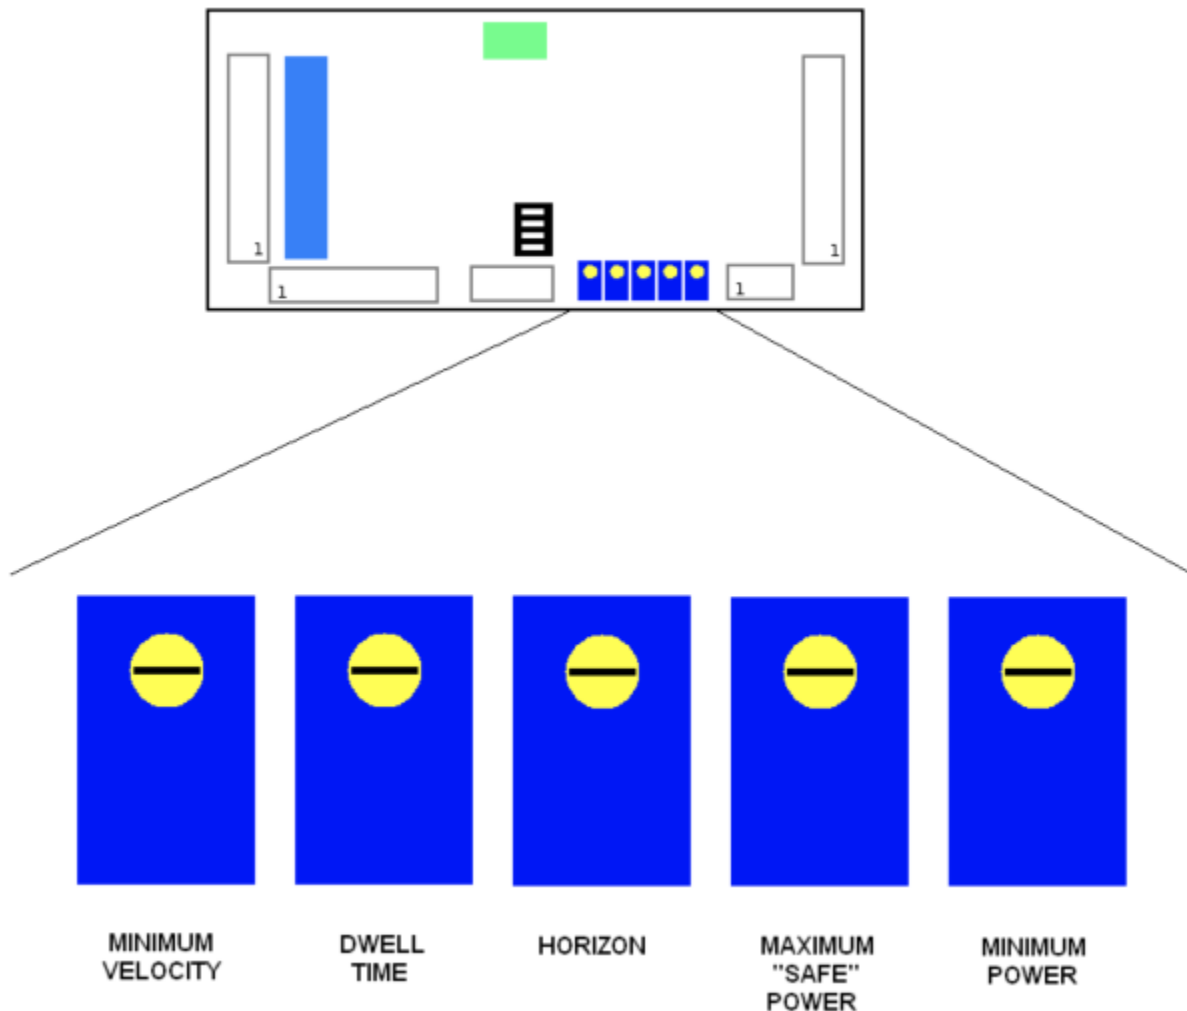 1
1
1
1
MINIMUM
VELOCITY
DWELL
TIME
HORIZON
MAXIMUM
"SAFE"
POWER
MINIMUM
POWER